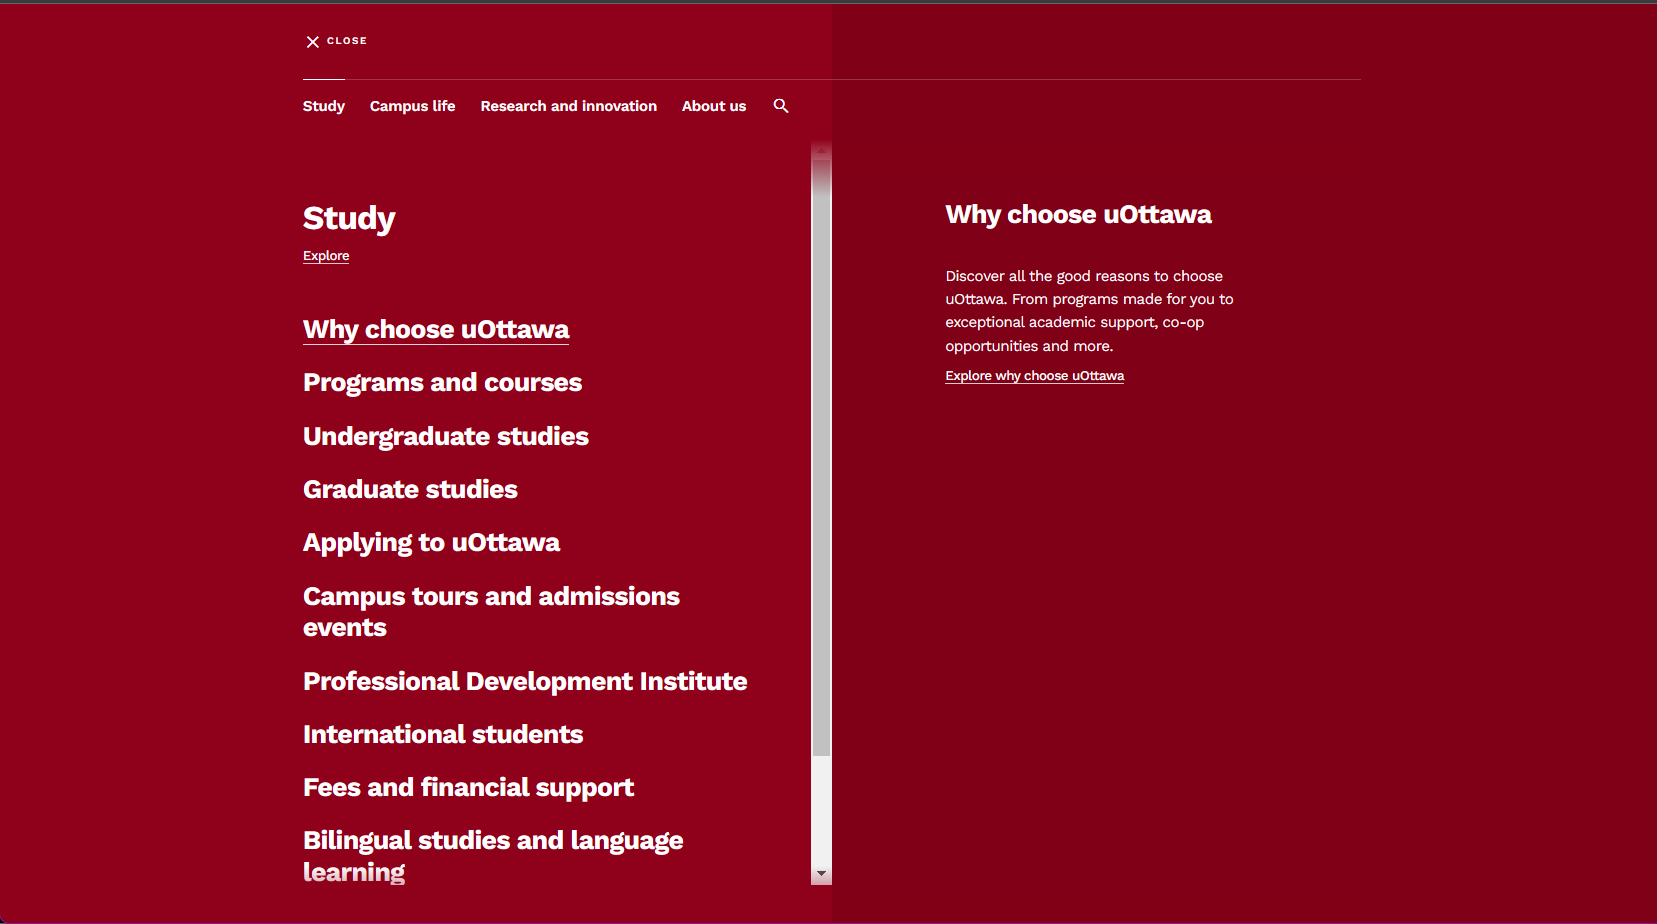 CLOSE
Study
Campus life
Research and innovation
About us
Study
Explore
Why choose uOttawa
Programs and courses
Undergraduate studies
Graduate studies
Applying to uOttawa
Campus tours and admissions
events
Professional Development Institute
International students
Fees and financial support
Bilingual studies and language
learning
Why choose uOttawa
Discover all the good reasons to choose
uOttawa. From programs made for you to
exceptional academic support, co-op
opportunities and more.
Explore why choose uOttawa